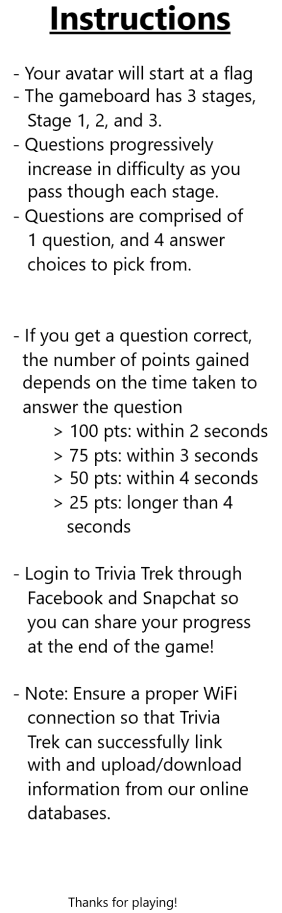 Instructions
- Your avatar will start at a flag
- The gameboard has 3 stages,
Stage 1, 2, and 3.
- Questions progressively
increase in difficulty as you
pass though each stage.
- Questions are comprised of
1 question, and 4 answer
choices to pick from.
- If you get a question correct,
the number of points gained
depends on the time taken to
answer the question
> 100 pts: within 2 seconds
> 75 pts: within 3 seconds
> 50 pts: within 4 seconds
> 25 pts: longer than 4
seconds
- Login to Trivia Trek through
Facebook and Snapchat so
you can share your progress
at the end of the game!
- Note: Ensure a proper WiFi
connection so that Trivia
Trek can successfully link
with and upload/download
information from our online
databases.
Thanks for playing!